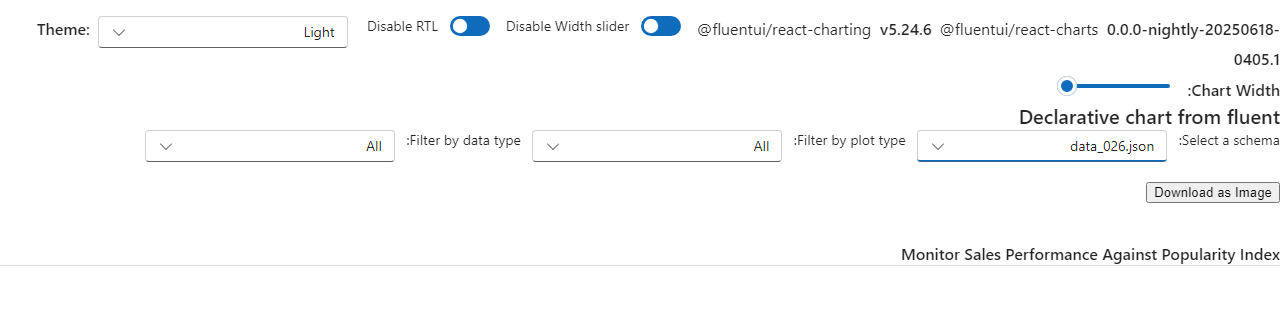 Theme: Light Disable RTL Disable Width slider @fluentui/react-charting v5.24.6 @fluentui/react-charts 0.0.0-nightly-20250618-
0405.1
:Chart Width
Declarative chart from fluent
:Select a schema data_026.json :Filter by plot type All :Filter by data type All
Download as Image
Monitor Sales Performance Against Popularity Index